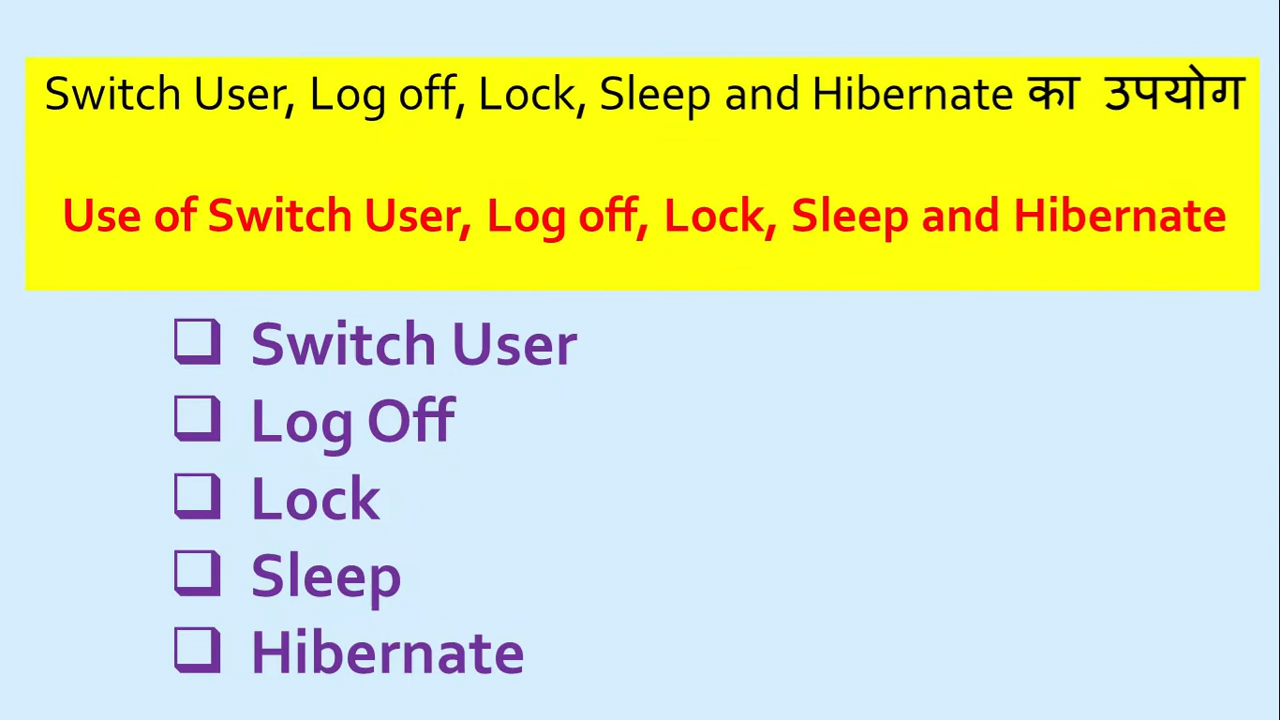 Switch User, Log off, Lock, Sleep and Hibernate का उपयोग
Use of Switch User, Log off, Lock, Sleep and Hibernate
Switch User
Log Off
Lock
Sleep
Hibernate